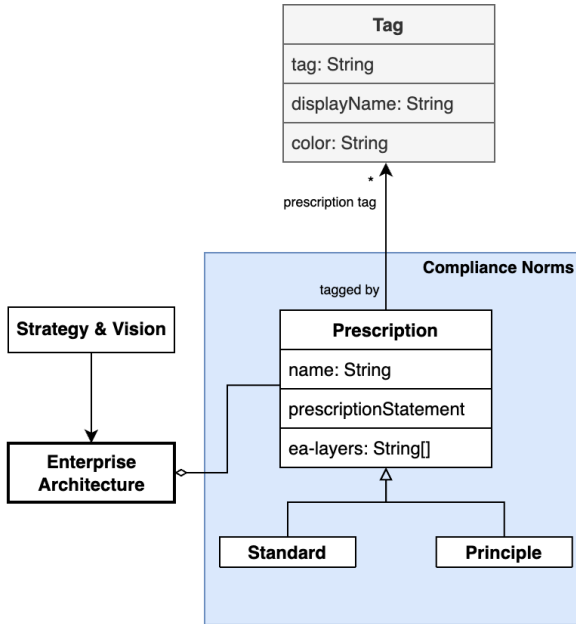 Tag
tag: String
displayName: String
color: String
*
prescription tag
Compliance Norms
tagged by
Strategy & Vision
Prescription
name: String
prescriptionStatement
ea-layers: String[]
Enterprise
Architecture
Standard
Principle